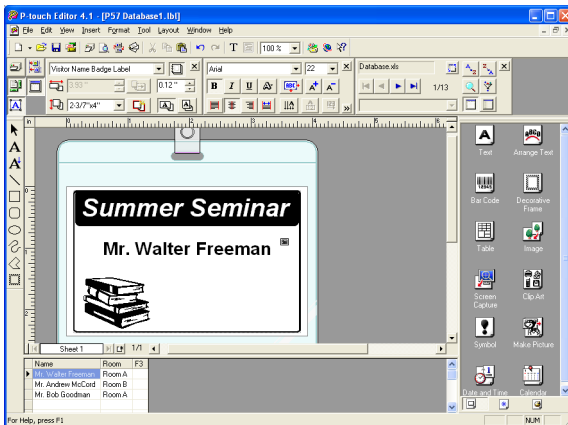 P-touch Editor 4.1 - [P57 Database1.lbl]
File Edit View Insert Format Tool Layout Window Help
100 %
Visitor Name Badge Label
Arial
22
Database.xls
3.93 "
0.12 "
B I U
1/13
2-3/7"x4"
in
Summer Seminar
Mr. Walter Freeman
Text
Arrange Text
Bar Code
Decorative Frame
Table
Image
Screen Capture
Clip Art
Symbol
Make Picture
Date and Time
Calendar
Sheet 1
1/1
Name Room F3
Mr. Walter Freeman Room A
Mr. Andrew McCord Room B
Mr. Bob Goodman Room A
For Help, press F1
NUM